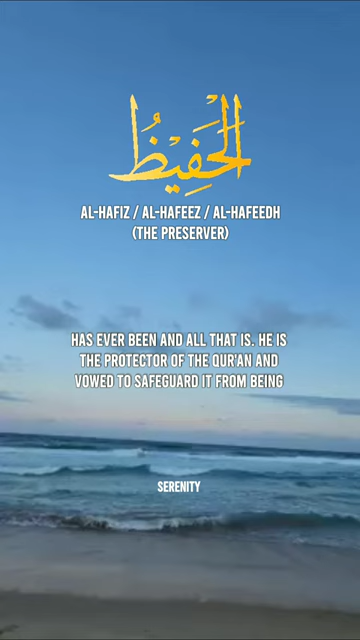 الْحَفِيْظُ
AL-HAFIZ / AL-HAFEEZ / AL-HAFEEDH
(THE PRESERVER)
HAS EVER BEEN AND ALL THAT IS. HE IS
THE PROTECTOR OF THE QUR'AN AND
VOWED TO SAFEGUARD IT FROM BEING
SERENITY